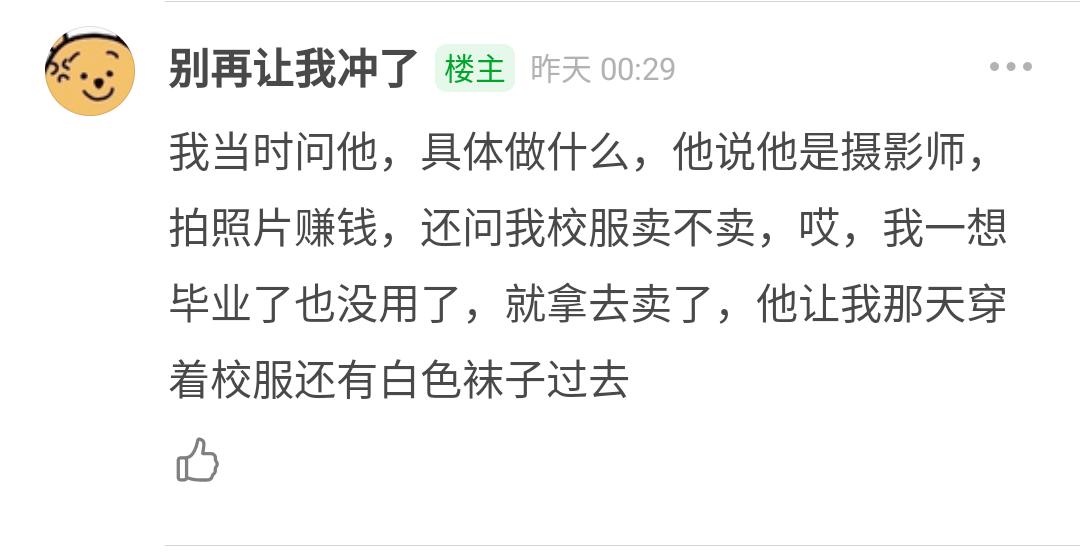 别再让我冲了 楼主 昨天 00:29
我当时问他，具体做什么，他说他是摄影师，
拍照片赚钱，还问我校服卖不卖，哎，我一想
毕业了也没用了，就拿去卖了，他让我那天穿
着校服还有白色袜子过去